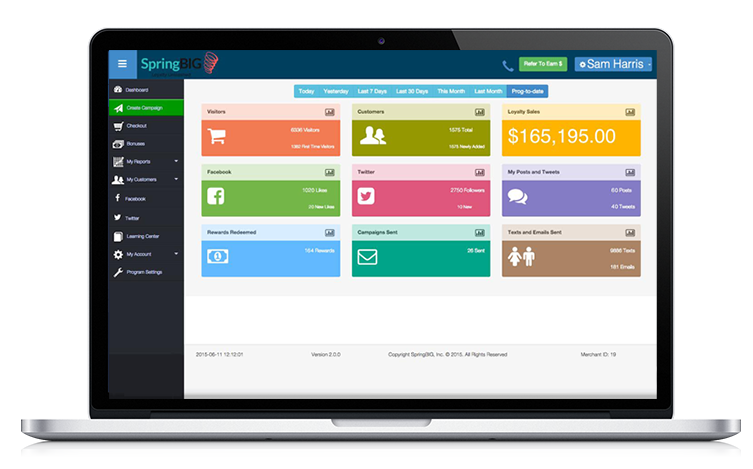 SpringBIG
Refer To Earn $
Sam Harris
Dashboard
Create Campaign
Checkout
Bonuses
My Reports
My Customers
Facebook
Twitter
Learning Center
My Account
Program Settings
Today Yesterday Last 7 Days Last 30 Days This Month Last Month Prog-to-date
Visitors
Customers
Loyalty Sales
Visitors
1575 Total
First Time Visitors
1575 Newly Added
$165,195.00
Facebook
Twitter
My Posts and Tweets
1020 Likes
New Likes
2750 Followers
New
60 Posts
40 Tweets
Rewards Redeemed
Campaigns Sent
Texts and Emails Sent
164 Rewards
26 Sent
9886 Texts
181 Emails
2015-06-11 12:12:01 Version 2.0.0 Copyright SpringBIG, Inc. © 2015. All Rights Reserved Merchant ID: 19